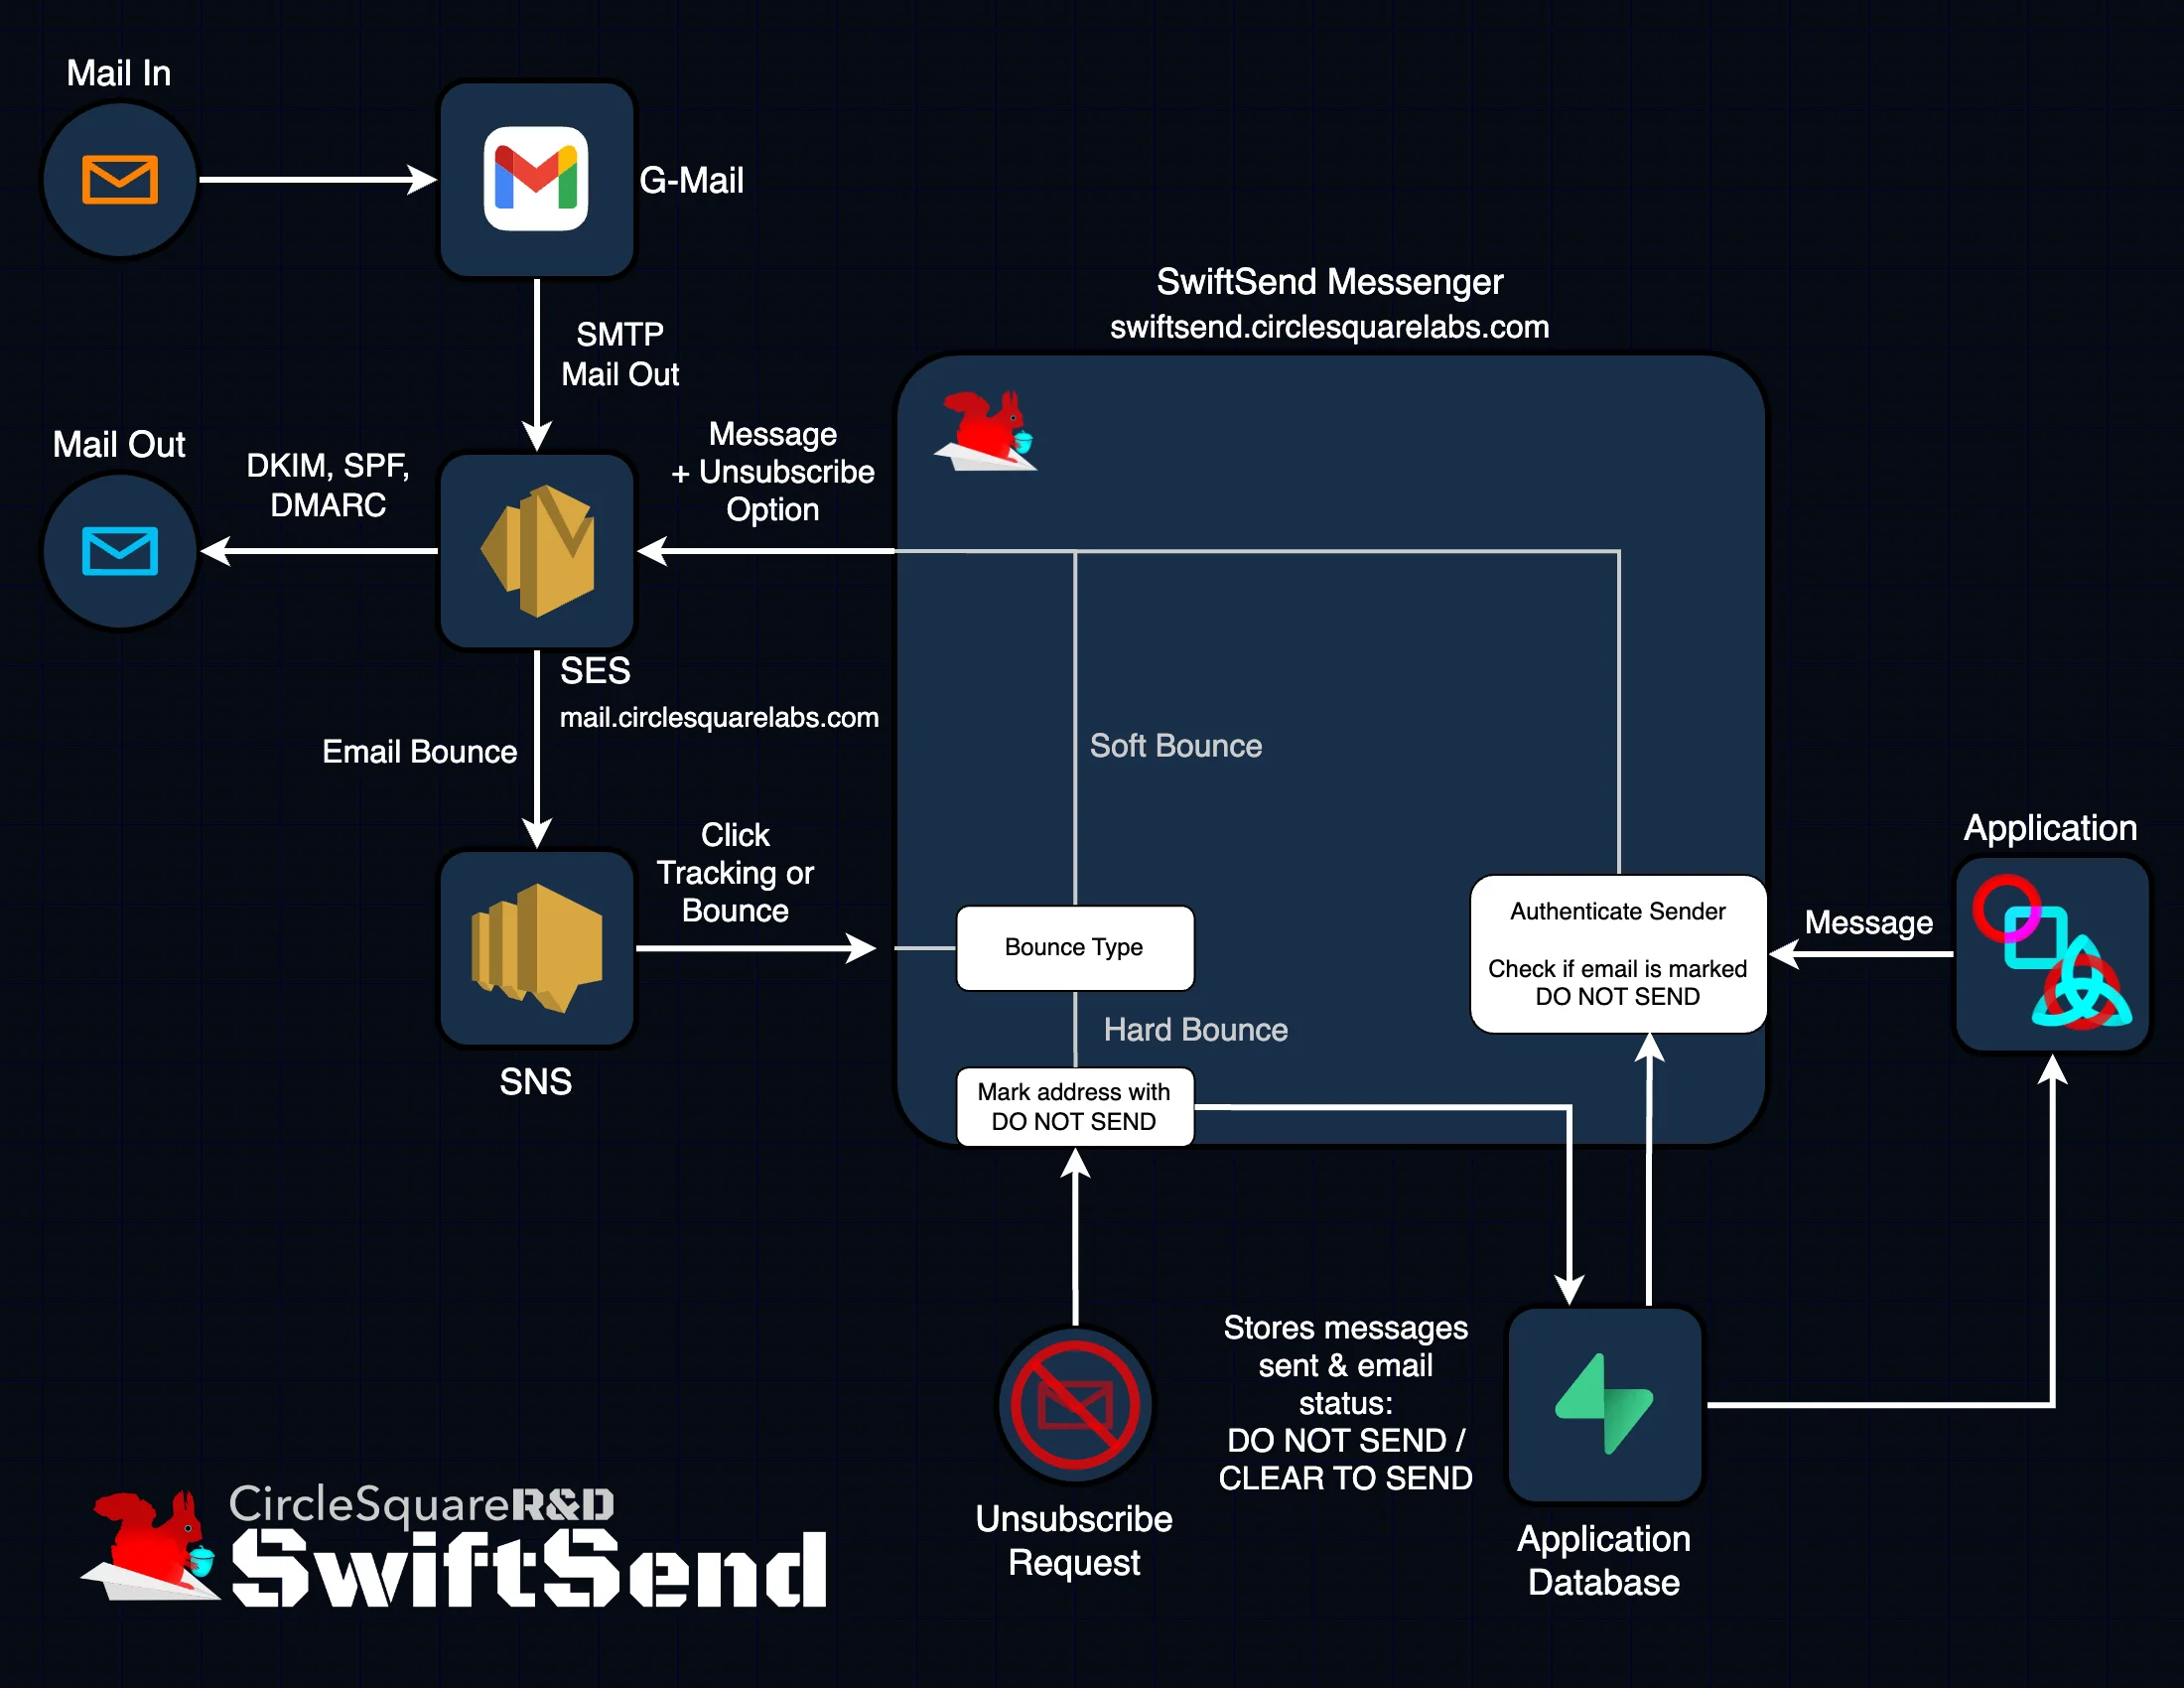 Mail In
G-Mail
SMTP
Mail Out
SwiftSend Messenger
swiftsend.circlesquarelabs.com
Mail Out
DKIM, SPF,
DMARC
Message
+ Unsubscribe
Option
SES
mail.circlesquarelabs.com
Email Bounce
Soft Bounce
Click
Tracking or
Bounce
Bounce Type
Hard Bounce
Mark address with
DO NOT SEND
Authenticate Sender
Check if email is marked
DO NOT SEND
Message
Application
SNS
Unsubscribe
Request
Stores messages
sent & email
status:
DO NOT SEND /
CLEAR TO SEND
Application
Database
CircleSquareR&D
SwiftSend